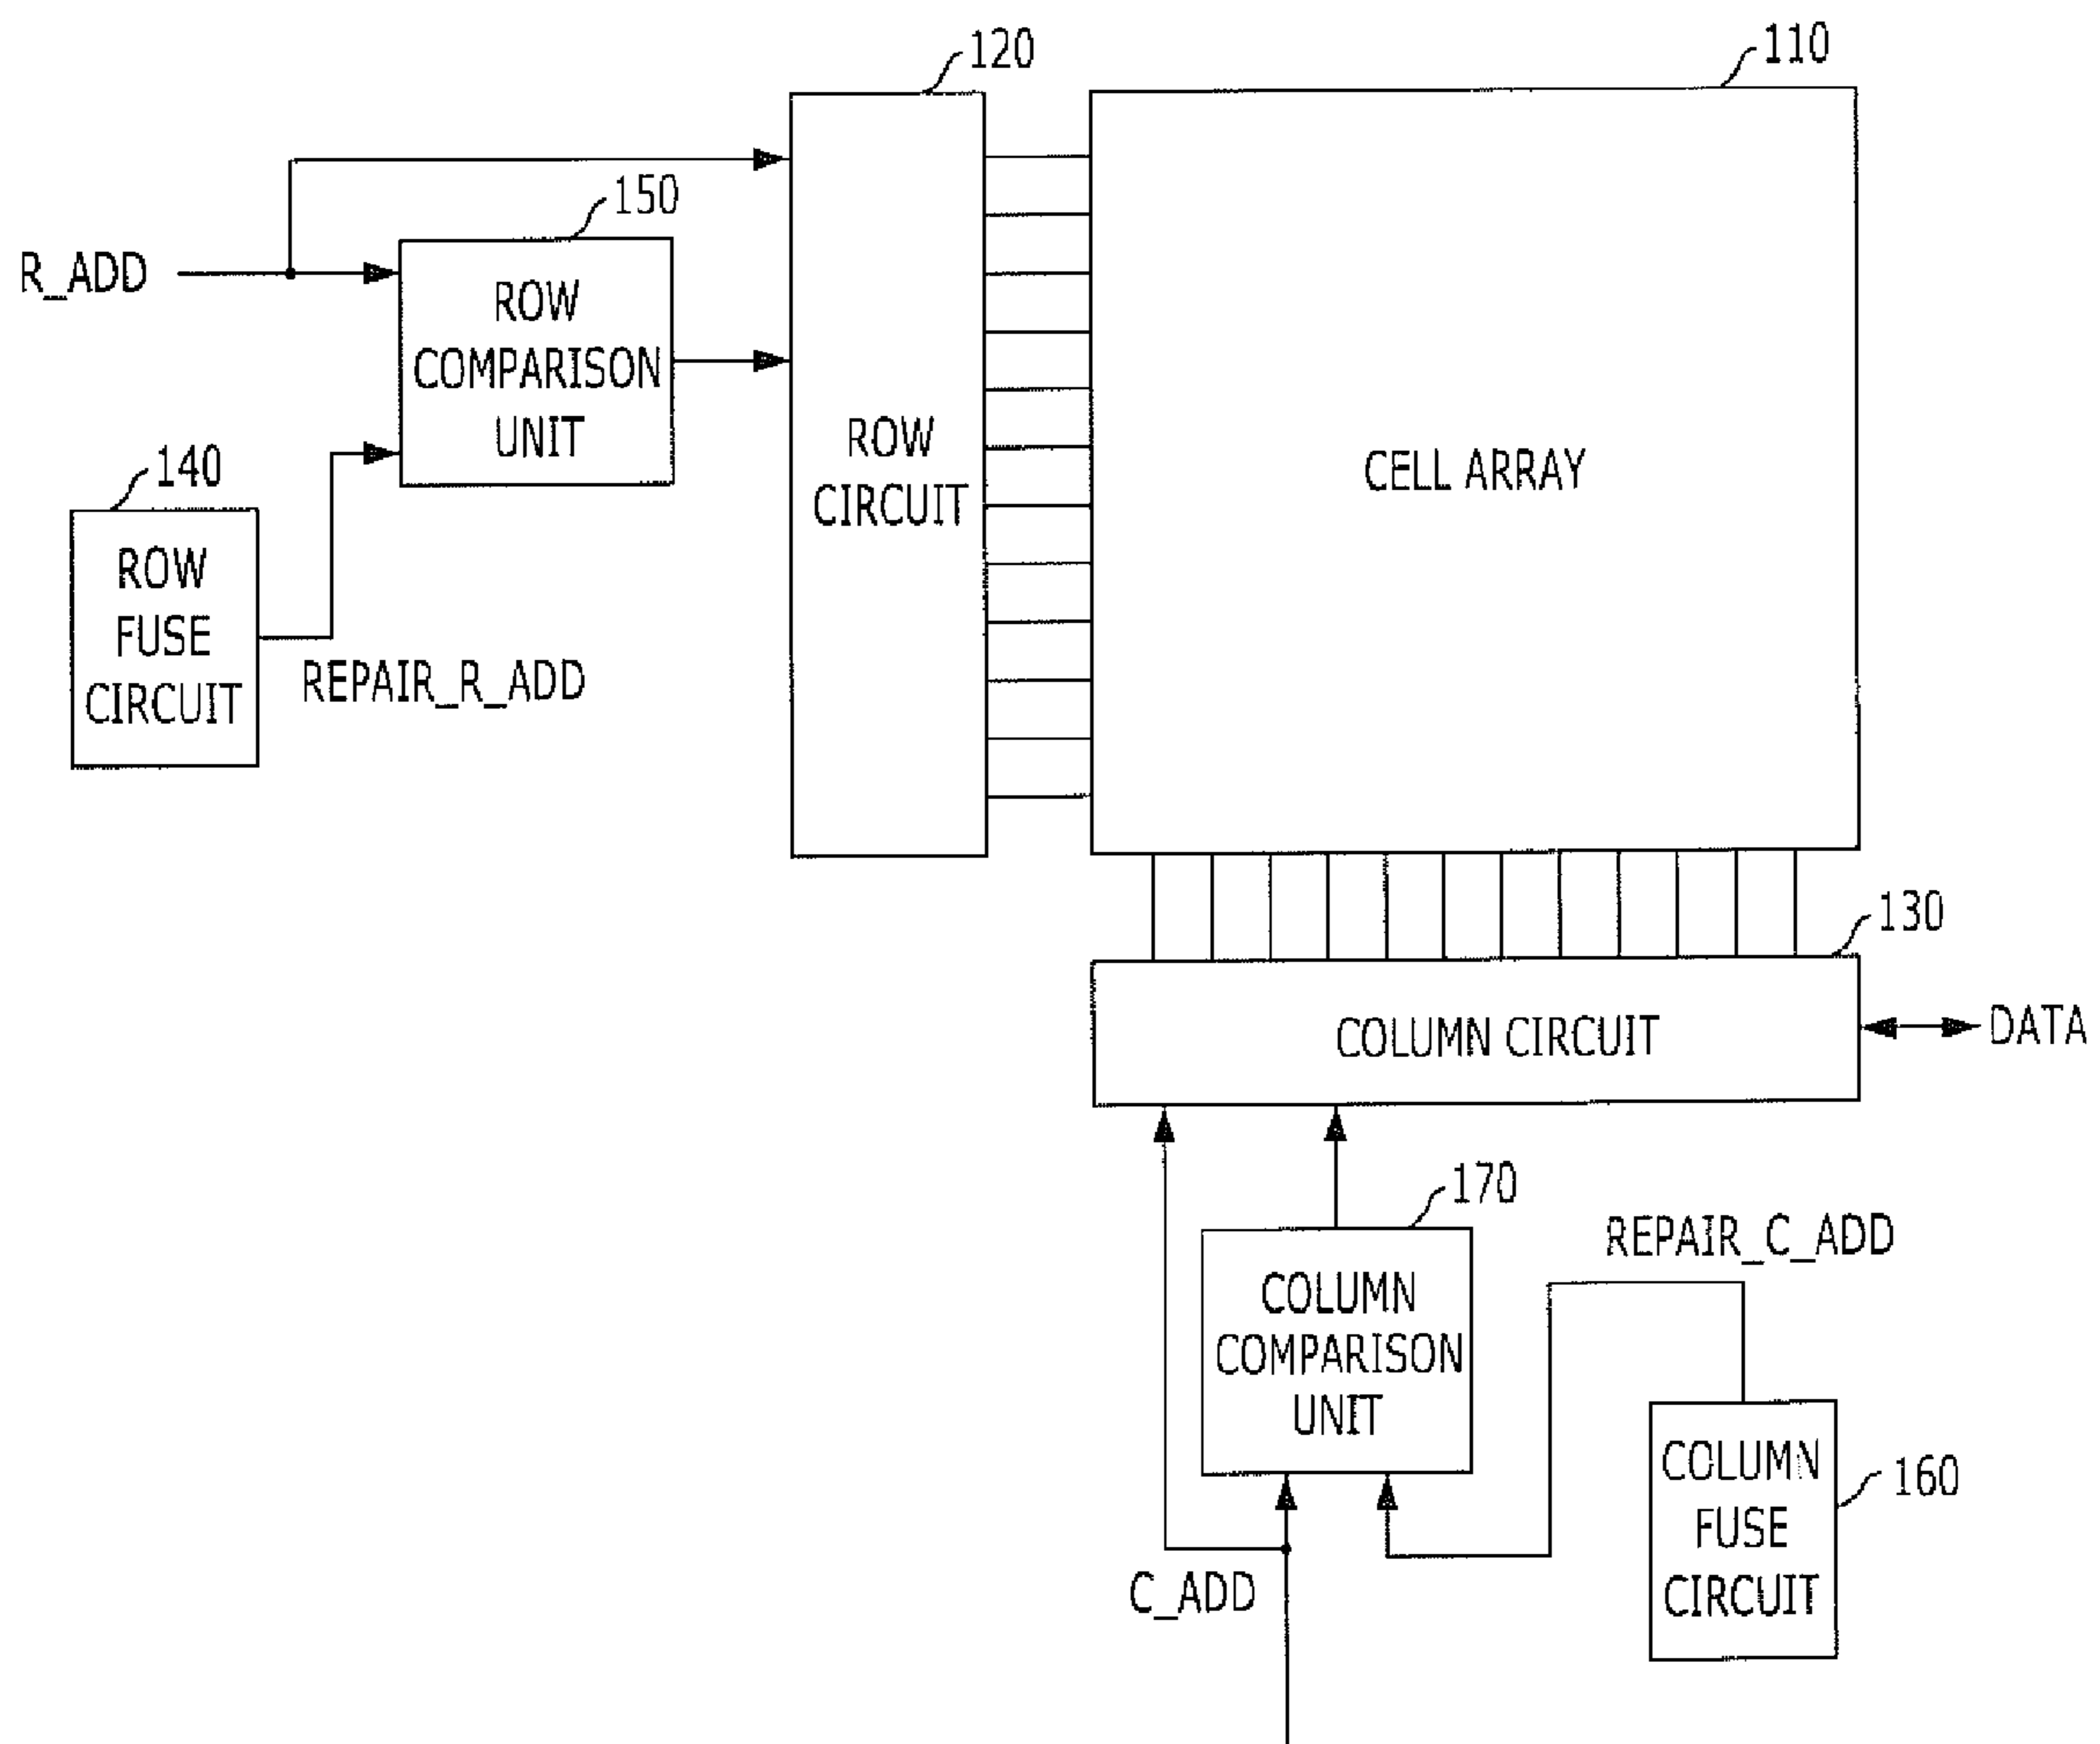 120
110
150
R_ADD
ROW
COMPARISON
UNIT
140
ROW
FUSE
CIRCUIT
REPAIR_R_ADD
ROW
CIRCUIT
CELL ARRAY
130
COLUMN CIRCUIT
DATA
170
REPAIR_C_ADD
COLUMN
COMPARISON
UNIT
COLUMN
FUSE
CIRCUIT
160
C_ADD